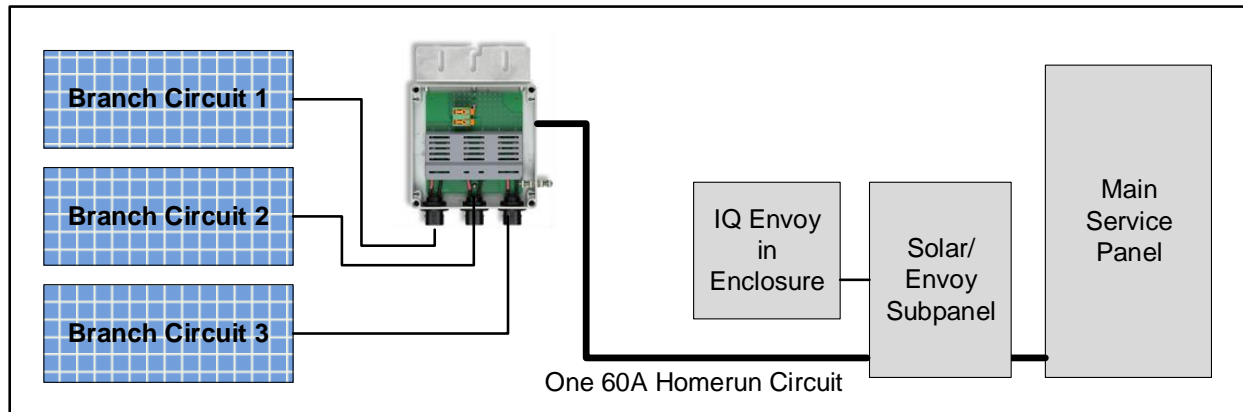 Branch Circuit 1
Branch Circuit 2
Branch Circuit 3
IQ Envoy
in
Enclosure
Solar/
Envoy
Subpanel
Main
Service
Panel
One 60A Homerun Circuit